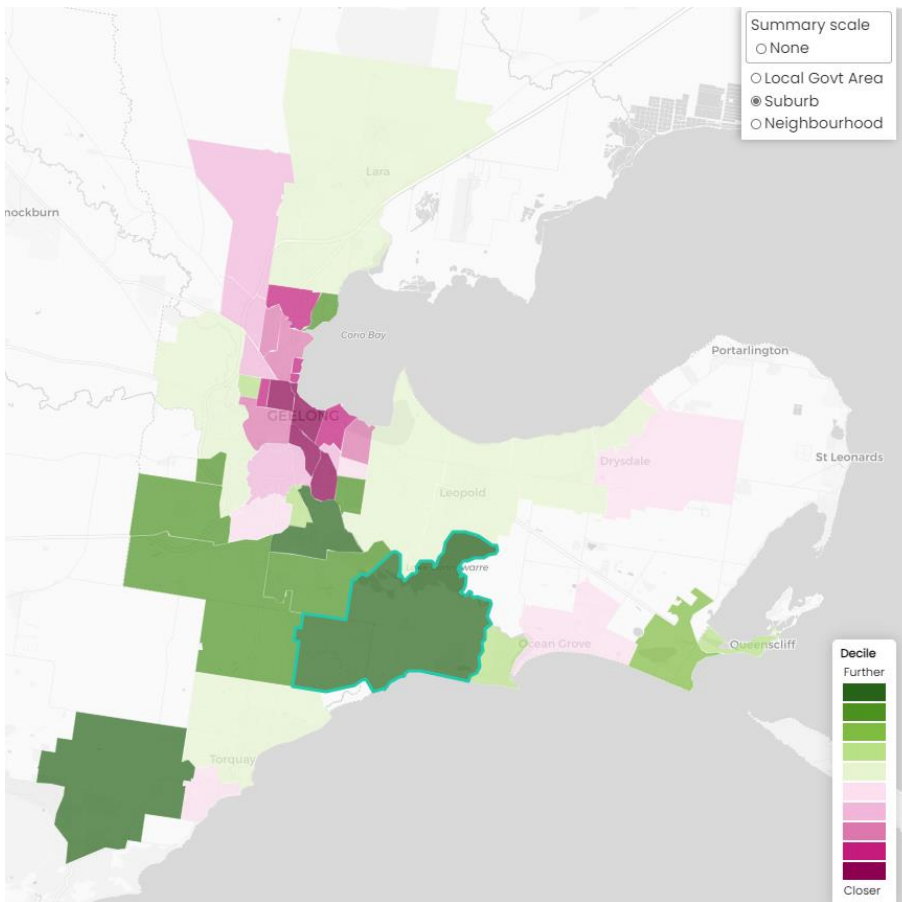 Summary scale
None
Local Govt Area
Suburb
Neighbourhood
Lara
nockburn
Corio Bay
Portarlington
GEELONG
Drysdale
St Leonards
Leopold
warre
Ocean Grove
Queenscliff
Torquay
Decile
Further
Closer